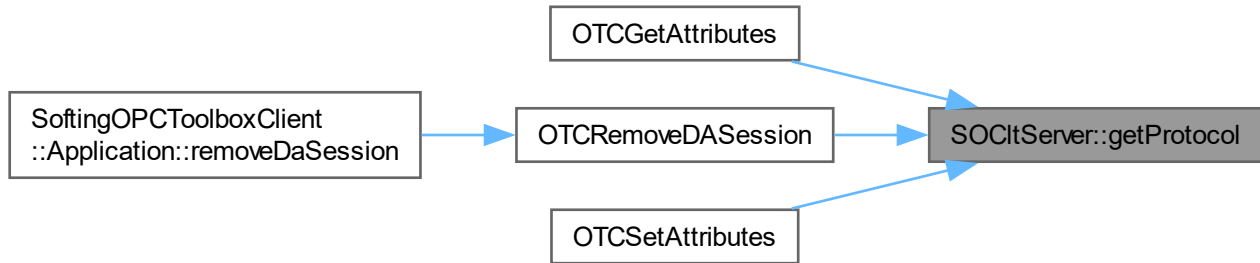 OTCGetAttributes
SoftingOPCToolboxClient
::Application::removeDaSession
OTCRemoveDASession
SOCltServer::getProtocol
OTCSetAttributes